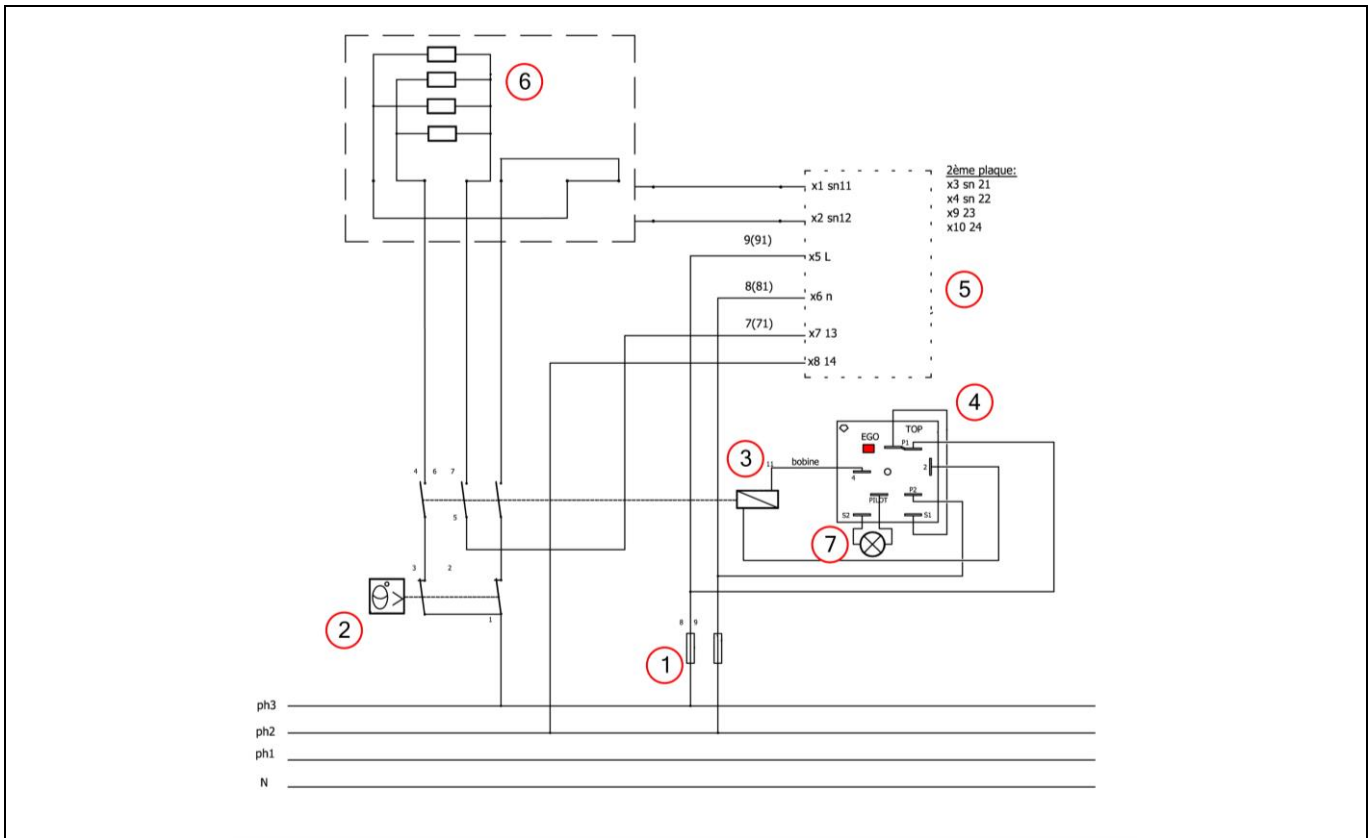 6
2ème plaque:
x3 sn 21
x4 sn 22
x9 23
x10 24
x1 sn11
x2 sn12
9(91)
x5 L
8(81)
x6 n
5
7(71)
x7 13
x8 14
4
TOP
EGO
P1
3
11
bobine
4
2
4 6 7
P2
PILOT
5
S2
S1
7
3 2
2
1
8 9
1
ph3
ph2
ph1
N